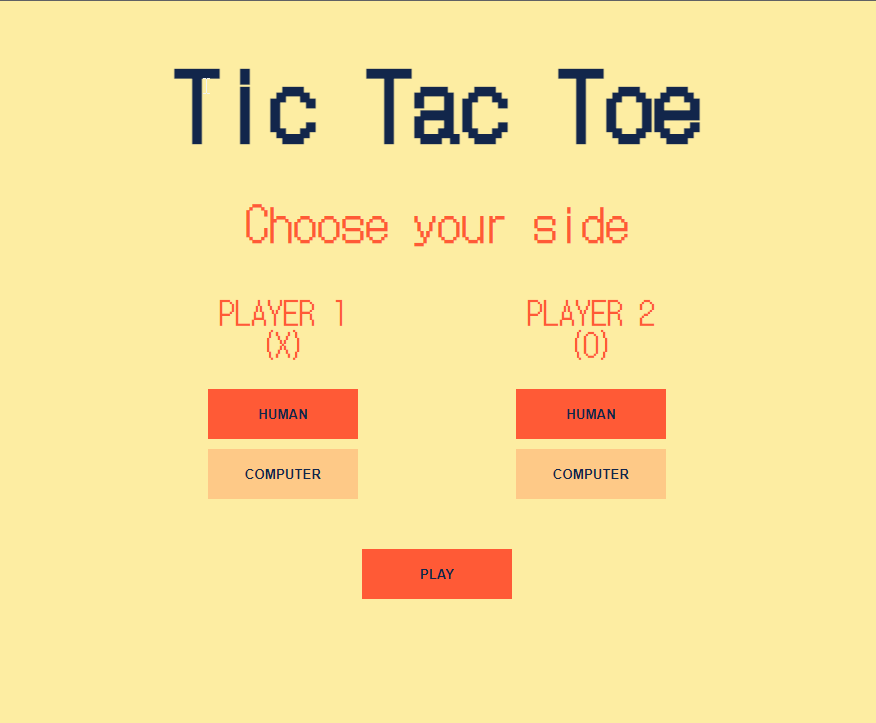 Tic Tac Toe
Choose your side
PLAYER 1
(X)
PLAYER 2
(O)
HUMAN
HUMAN
COMPUTER
COMPUTER
PLAY